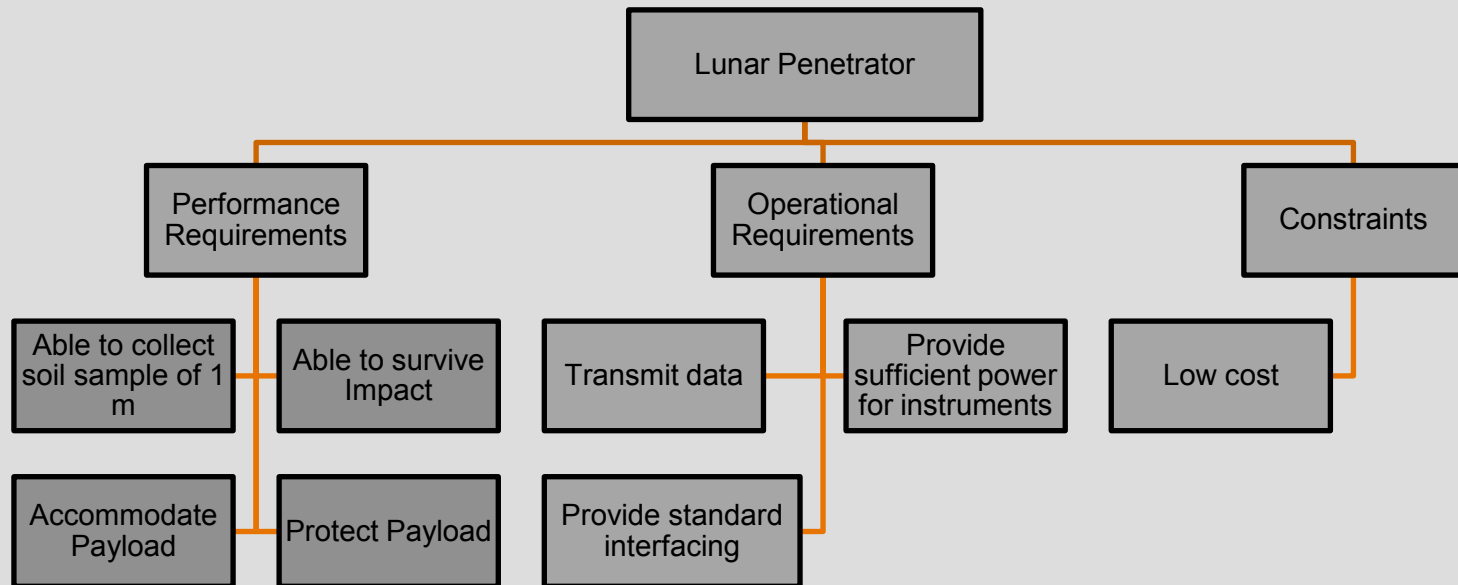 Lunar Penetrator
Performance
Requirements
Operational
Requirements
Constraints
Able to collect
soil sample of 1
m
Able to survive
Impact
Transmit data
Provide
sufficient power
for instruments
Low cost
Accommodate
Payload
Protect Payload
Provide standard
interfacing